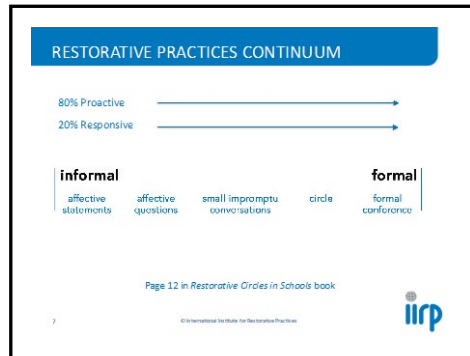 RESTORATIVE PRACTICES CONTINUUM
80% Proactive
20% Responsive
informal formal
affective affective small impromptu circle formal
statements questions conversations conference
Page 12 in Restorative Circles in Schools book
7 © International Institute for Restorative Practices
iirp